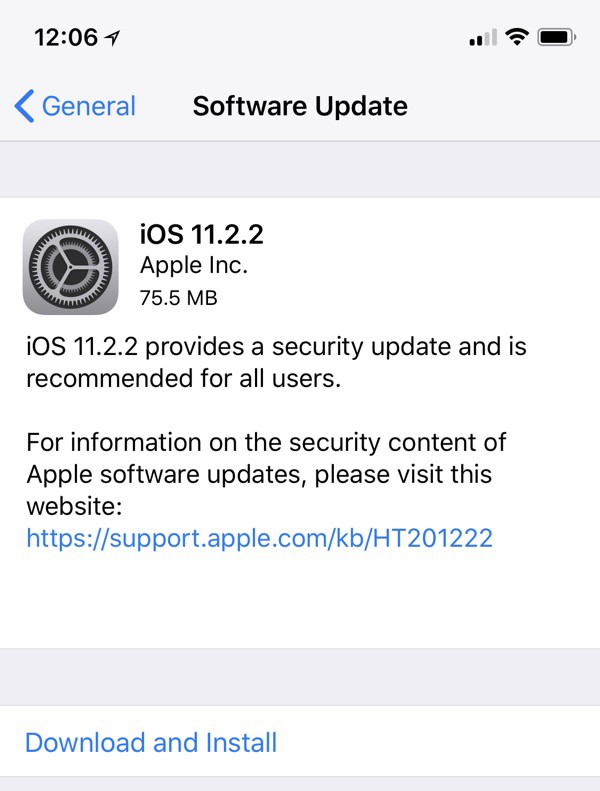 12:06
General
Software Update
iOS 11.2.2
Apple Inc.
75.5 MB
iOS 11.2.2 provides a security update and is
recommended for all users.
For information on the security content of
Apple software updates, please visit this
website:
https://support.apple.com/kb/HT201222
Download and Install